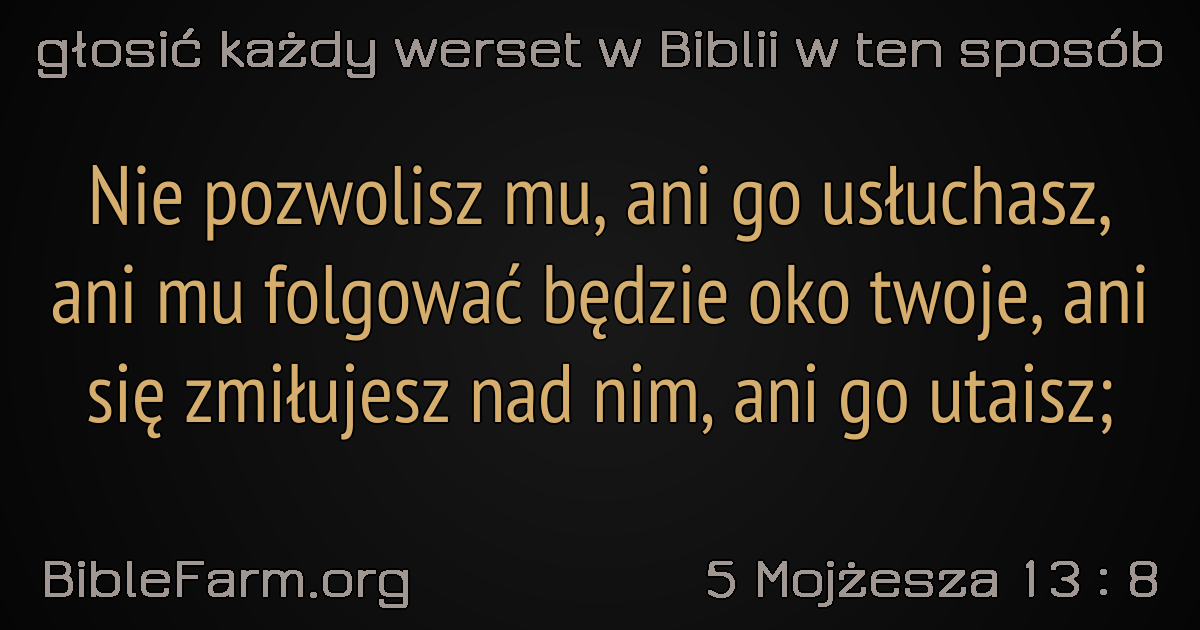 głosić każdy werset w Biblii w ten sposób
Nie pozwolisz mu, ani go usłuchasz,
ani mu folgować będzie oko twoje, ani
się zmiłujesz nad nim, ani go utaisz;
BibleFarm.org
5 Mojżesza 13 : 8